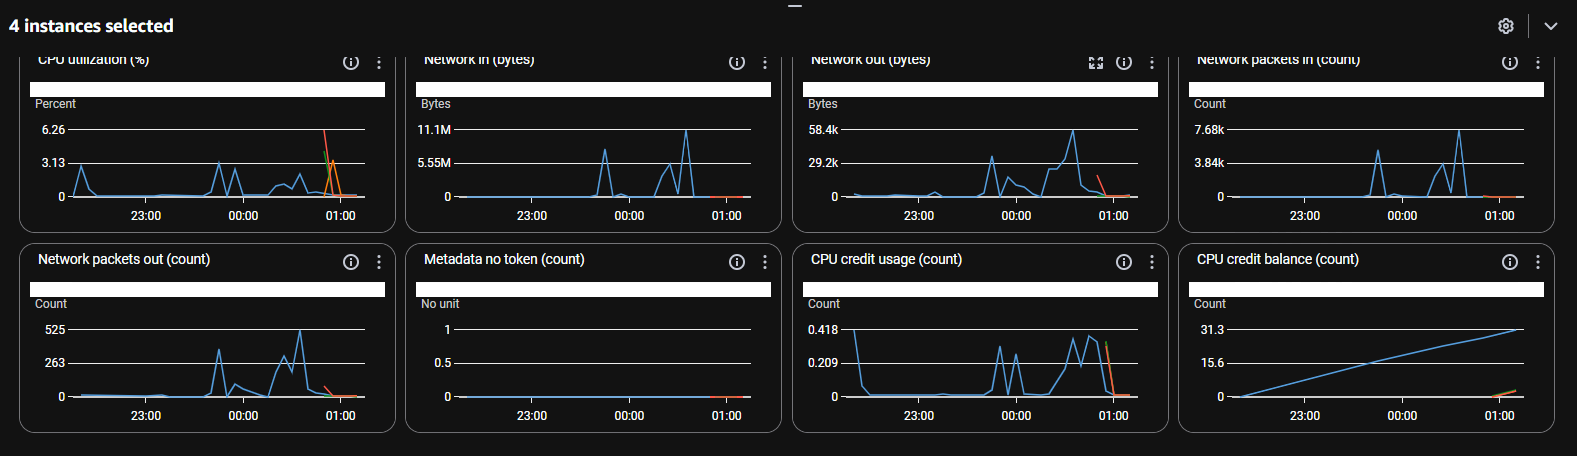 4 instances selected
CPU utilization (%)
Percent
6.26
3.13
0
23:00 00:00 01:00
Network in (bytes)
Bytes
11.1M
5.55M
0
23:00 00:00 01:00
Network out (bytes)
Bytes
58.4k
29.2k
0
23:00 00:00 01:00
Network packets in (count)
Count
7.68k
3.84k
0
23:00 00:00 01:00
Network packets out (count)
Count
525
263
0
23:00 00:00 01:00
Metadata no token (count)
No unit
1
0.5
0
23:00 00:00 01:00
CPU credit usage (count)
Count
0.418
0.209
0
23:00 00:00 01:00
CPU credit balance (count)
Count
31.3
15.6
0
23:00 00:00 01:00